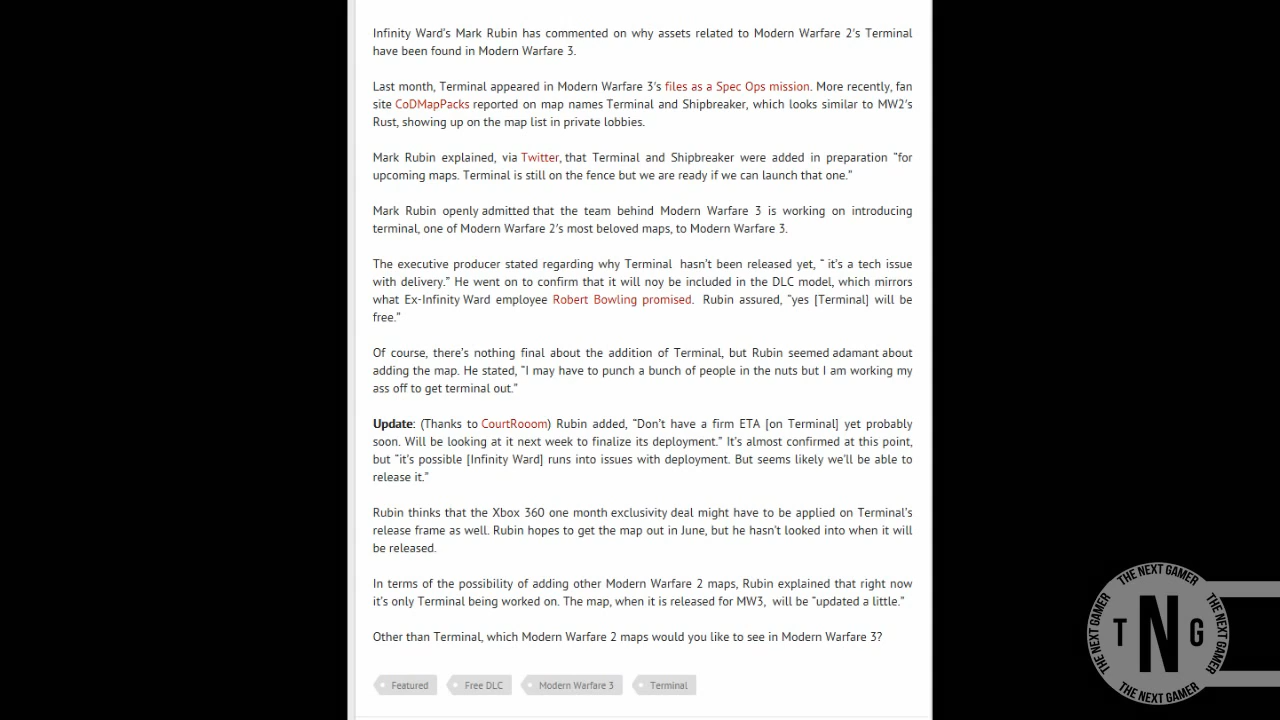 Infinity Ward's Mark Rubin has commented on why assets related to Modern Warfare 2's Terminal
have been found in Modern Warfare 3.
Last month, Terminal appeared in Modern Warfare 3's files as a Spec Ops mission. More recently, fan
site CoDMapPacks reported on map names Terminal and Shipbreaker, which looks similar to MW2's
Rust, showing up on the map list in private lobbies.
Mark Rubin explained, via Twitter, that Terminal and Shipbreaker were added in preparation “for
upcoming maps. Terminal is still on the fence but we are ready if we can launch that one.”
Mark Rubin openly admitted that the team behind Modern Warfare 3 is working on introducing
terminal, one of Modern Warfare 2's most beloved maps, to Modern Warfare 3.
The executive producer stated regarding why Terminal hasn't been released yet, “ it's a tech issue
with delivery.” He went on to confirm that it will noy be included in the DLC model, which mirrors
what Ex-Infinity Ward employee Robert Bowling promised. Rubin assured, “yes [Terminal] will be
free.”
Of course, there's nothing final about the addition of Terminal, but Rubin seemed adamant about
adding the map. He stated, “I may have to punch a bunch of people in the nuts but I am working my
ass off to get terminal out.”
Update: (Thanks to CourtRooom) Rubin added, “Don't have a firm ETA [on Terminal] yet probably
soon. Will be looking at it next week to finalize its deployment.” It's almost confirmed at this point,
but “it's possible [Infinity Ward] runs into issues with deployment. But seems likely we'll be able to
release it.”
Rubin thinks that the Xbox 360 one month exclusivity deal might have to be applied on Terminal's
release frame as well. Rubin hopes to get the map out in June, but he hasn't looked into when it will
be released.
In terms of the possibility of adding other Modern Warfare 2 maps, Rubin explained that right now
it's only Terminal being worked on. The map, when it is released for MW3, will be “updated a little.”
Other than Terminal, which Modern Warfare 2 maps would you like to see in Modern Warfare 3?
Featured
Free DLC
Modern Warfare 3
Terminal
THE NEXT GAMER
THE NEXT GAMER
TNG
THE NEXT GAMER
THE NEXT GAMER